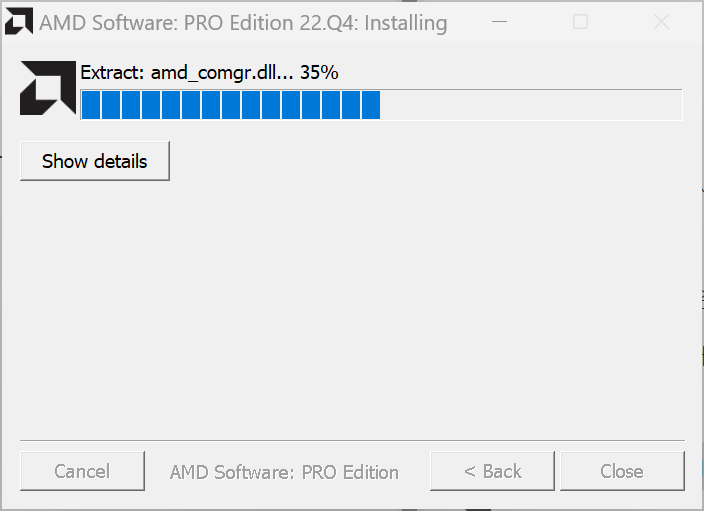 AMD Software: PRO Edition 22.Q4: Installing
Extract: amd_comgr.dll... 35%
Show details
Cancel
AMD Software: PRO Edition
< Back
Close